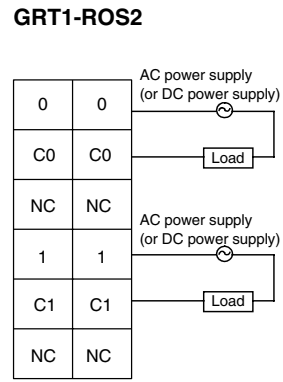 GRT1-ROS2
AC power supply
(or DC power supply)
0 0
C0 C0
Load
NC NC
AC power supply
(or DC power supply)
1 1
C1 C1
Load
NC NC